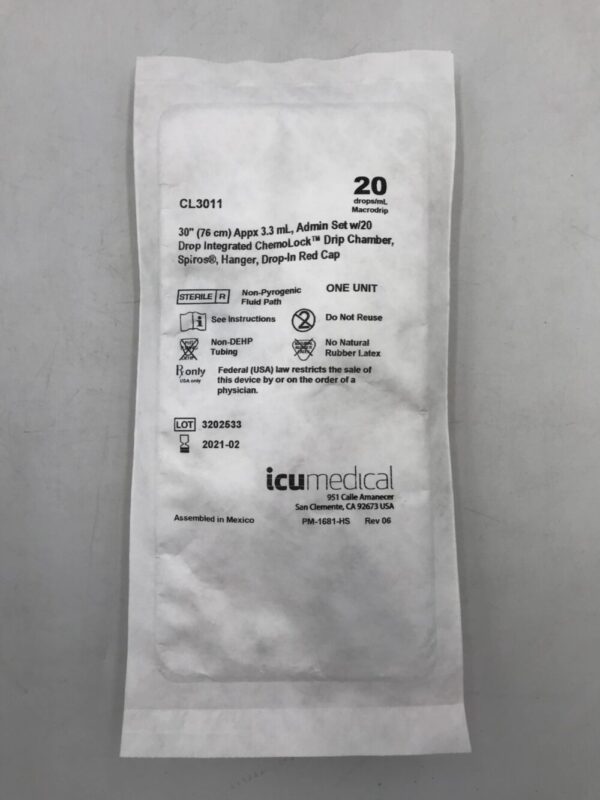 CL3011
20
drops/mL
Macrodrip
30" (76 cm) Appx 3.3 mL, Admin Set w/20
Drop Integrated ChemoLock™ Drip Chamber,
Spiros®, Hanger, Drop-In Red Cap
STERILE R
Non-Pyrogenic
Fluid Path
ONE UNIT
See Instructions
2
Do Not Reuse
Non-DEHP
Tubing
No Natural
Rubber Latex
℞ only
USA only
Federal (USA) law restricts the sale of
this device by or on the order of a
physician.
LOT 3202533
2021-02
icumedical
951 Calle Amanecer
San Clemente, CA 92673 USA
Assembled in Mexico
PM-1681-HS Rev 06